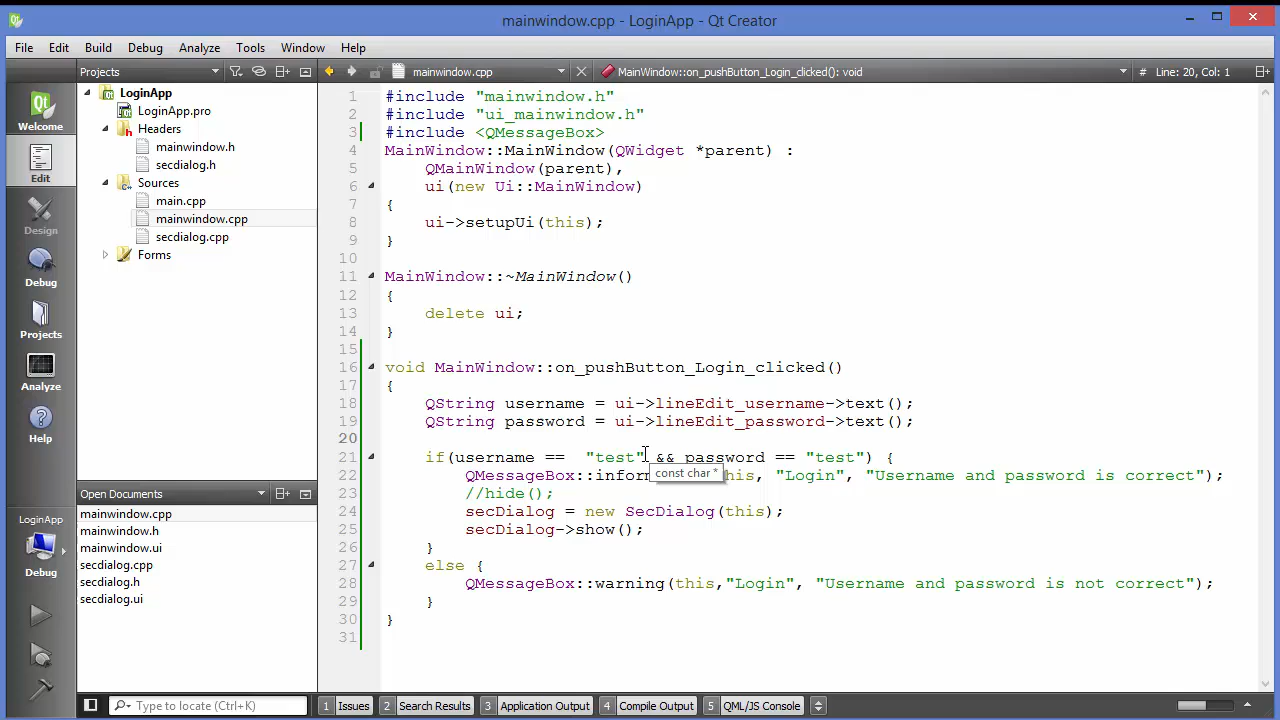 mainwindow.cpp - LoginApp - Qt Creator
File Edit Build Debug Analyze Tools Window Help
Projects
mainwindow.cpp
MainWindow::on_pushButton_Login_clicked(): void
# Line: 20, Col: 1
Welcome
Edit
Design
Debug
Projects
Analyze
Help
LoginApp
Debug
LoginApp
LoginApp.pro
Headers
mainwindow.h
secdialog.h
Sources
main.cpp
mainwindow.cpp
secdialog.cpp
Forms
Open Documents
mainwindow.cpp
mainwindow.h
mainwindow.ui
secdialog.cpp
secdialog.h
secdialog.ui
1 #include "mainwindow.h"
2 #include "ui_mainwindow.h"
3 #include <QMessageBox>
4 MainWindow::MainWindow(QWidget *parent) :
5 QMainWindow(parent),
6 ui(new Ui::MainWindow)
7 {
8 ui->setupUi(this);
9 }
10
11 MainWindow::~MainWindow()
12 {
13 delete ui;
14 }
15
16 void MainWindow::on_pushButton_Login_clicked()
17 {
18 QString username = ui->lineEdit_username->text();
19 QString password = ui->lineEdit_password->text();
20
21 if(username == "test" && password == "test") {
const char *
22 QMessageBox::inform his, "Login", "Username and password is correct");
23 //hide();
24 secDialog = new SecDialog(this);
25 secDialog->show();
26 }
27 else {
28 QMessageBox::warning(this,"Login", "Username and password is not correct");
29 }
30 }
31
Type to locate (Ctrl+K)
1 Issues 2 Search Results 3 Application Output 4 Compile Output 5 QML/JS Console